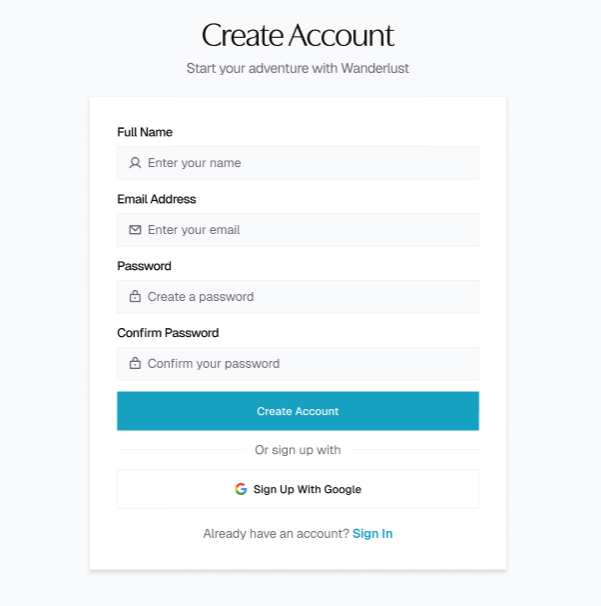 Create Account
Start your adventure with Wanderlust
Full Name
Enter your name
Email Address
Enter your email
Password
Create a password
Confirm Password
Confirm your password
Create Account
Or sign up with
Sign Up With Google
Already have an account? Sign In